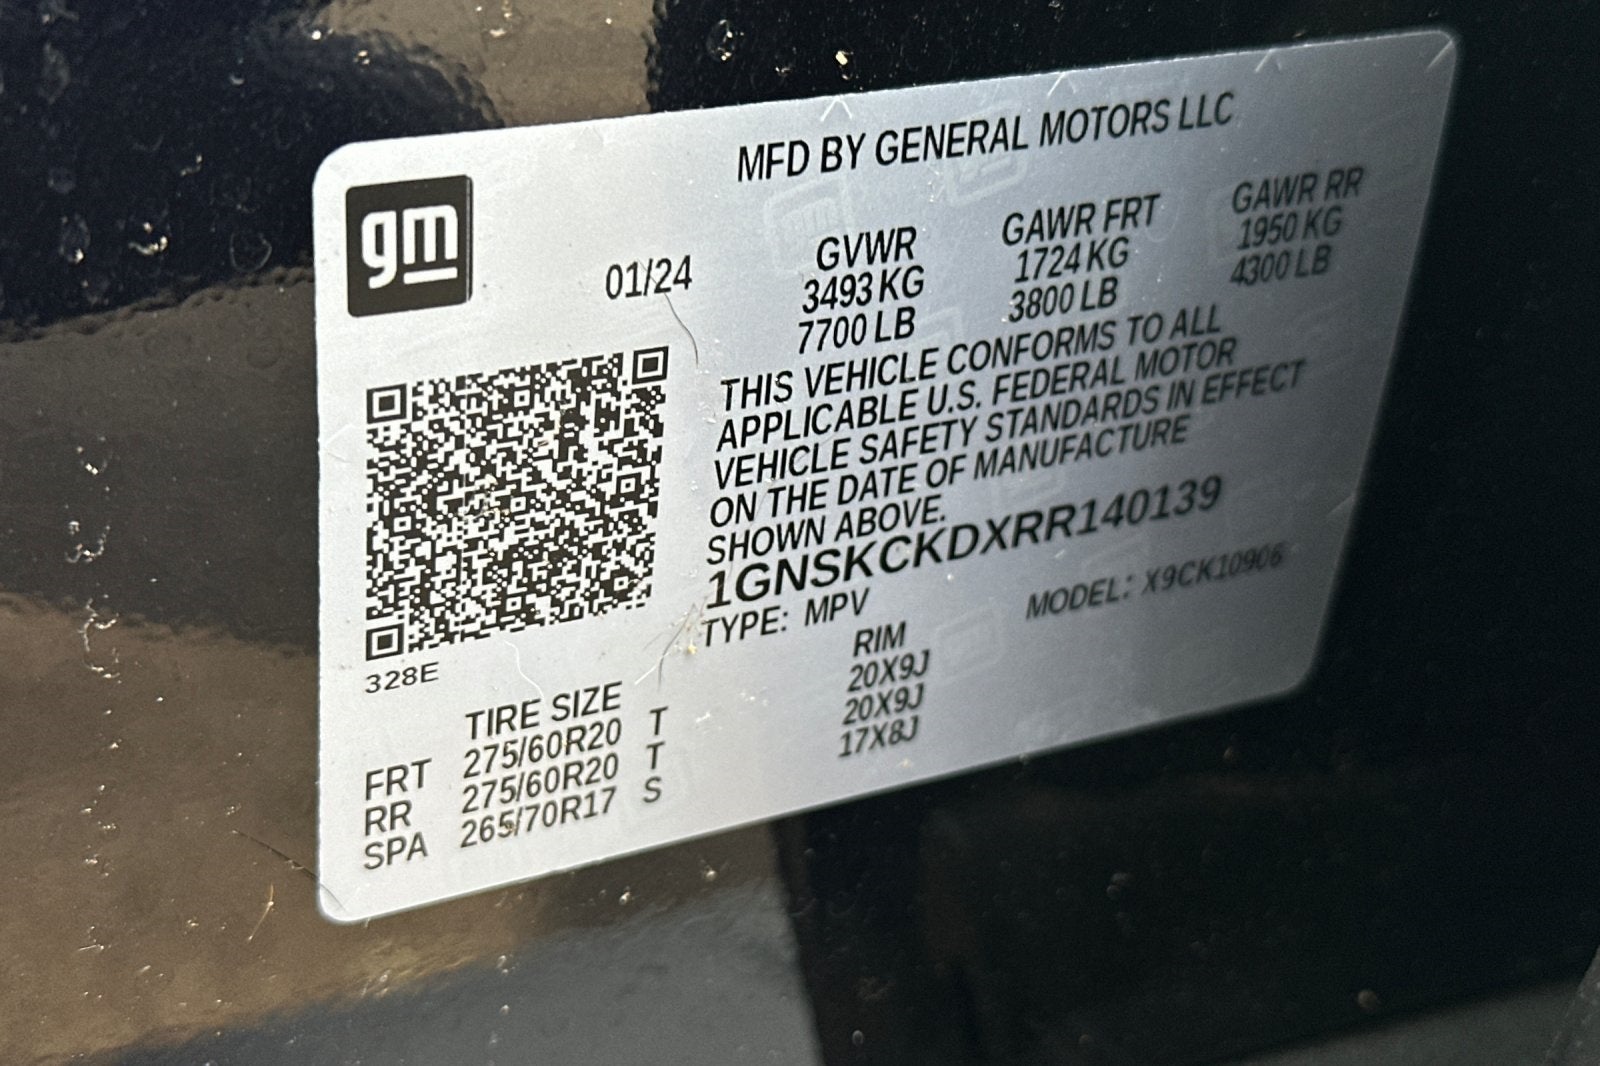 MFD BY GENERAL MOTORS LLC
gm
01/24
GVWR GAWR FRT GAWR RR
3493 KG 1724 KG 1950 KG
7700 LB 3800 LB 4300 LB
THIS VEHICLE CONFORMS TO ALL
APPLICABLE U.S. FEDERAL MOTOR
VEHICLE SAFETY STANDARDS IN EFFECT
ON THE DATE OF MANUFACTURE
SHOWN ABOVE.
1GNSKCKDXRR140139
TYPE: MPV MODEL: X9CK10906
328E
TIRE SIZE RIM
FRT 275/60R20 T 20X9J
RR 275/60R20 T 20X9J
SPA 265/70R17 S 17X8J